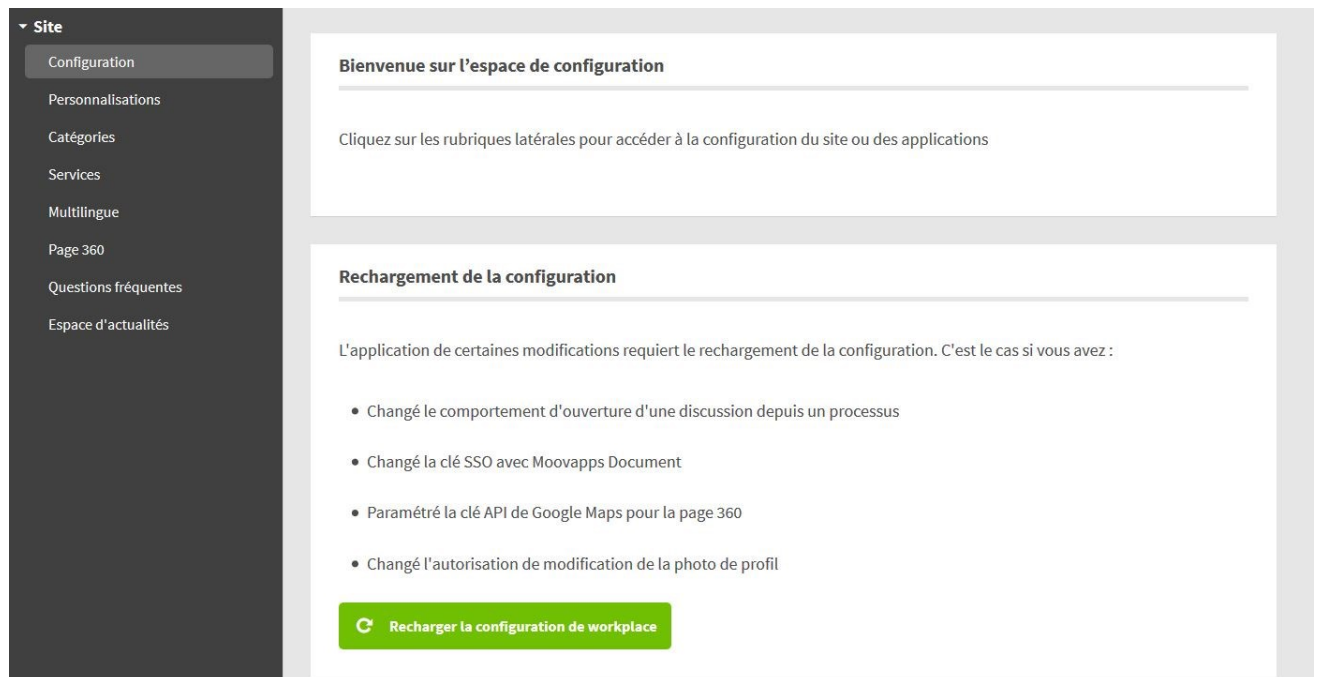 Site
Configuration
Personnalisations
Catégories
Services
Multilingue
Page 360
Questions fréquentes
Espace d'actualités
Bienvenue sur l’espace de configuration
Cliquez sur les rubriques latérales pour accéder à la configuration du site ou des applications
Rechargement de la configuration
L'application de certaines modifications requiert le rechargement de la configuration. C'est le cas si vous avez :
• Changé le comportement d'ouverture d'une discussion depuis un processus
• Changé la clé SSO avec Moovapps Document
• Paramétré la clé API de Google Maps pour la page 360
• Changé l'autorisation de modification de la photo de profil
Recharger la configuration de workplace